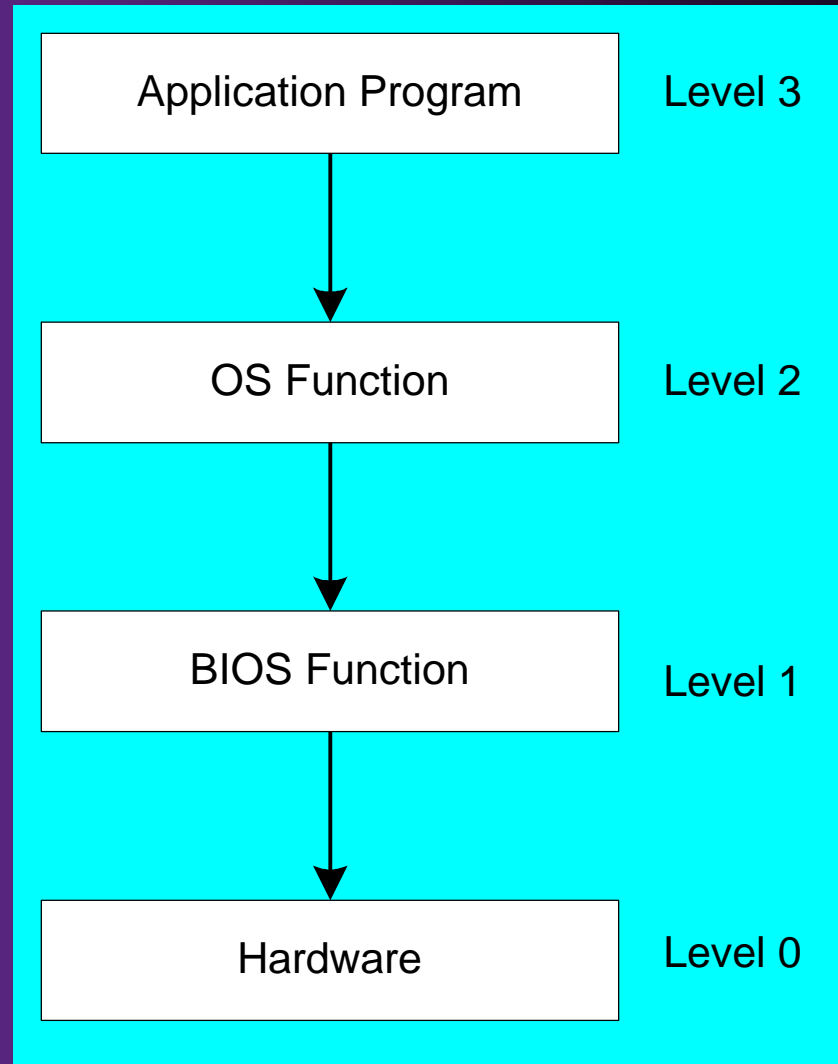 Application Program Level 3
OS Function Level 2
BIOS Function Level 1
Hardware Level 0